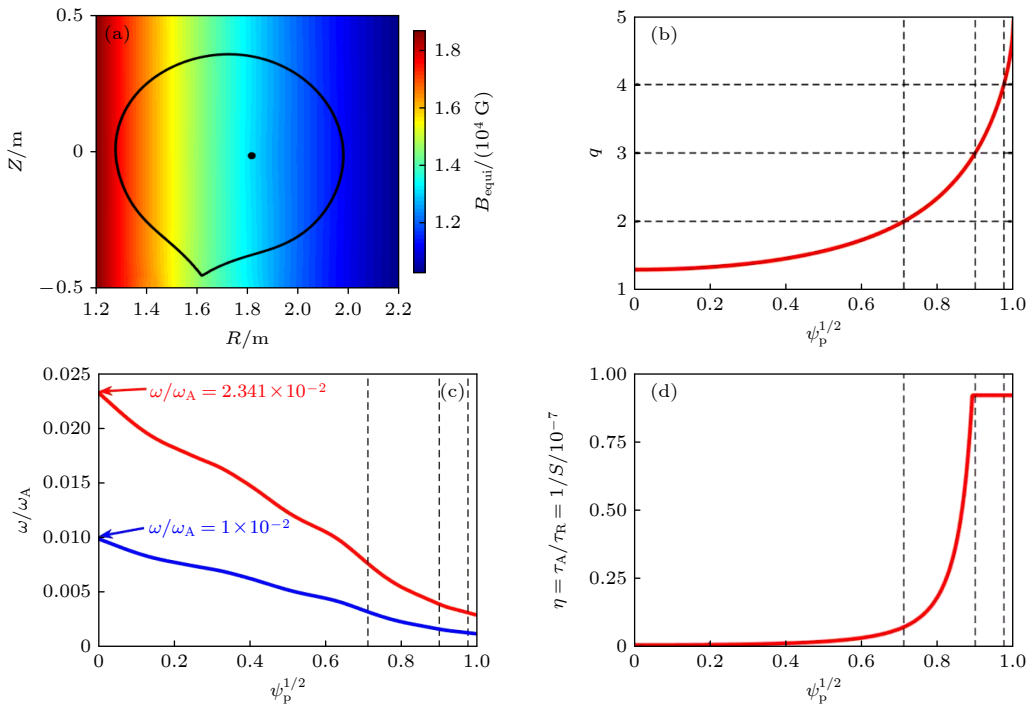 (a)
0.5
0
−0.5
Z/m
1.2 1.4 1.6 1.8 2.0 2.2
R/m
1.8
1.6
1.4
1.2
B_equi/(10^4 G)
(b)
5
4
3
2
1
q
0 0.2 0.4 0.6 0.8 1.0
ψ_p^1/2
(c)
0.025
0.020
0.015
0.010
0.005
0
ω/ω_A
ω/ω_A = 2.341×10^−2
ω/ω_A = 1×10^−2
0 0.2 0.4 0.6 0.8 1.0
ψ_p^1/2
(d)
1.00
0.75
0.50
0.25
0
η = τ_A/τ_R = 1/S/10^−7
0 0.2 0.4 0.6 0.8 1.0
ψ_p^1/2